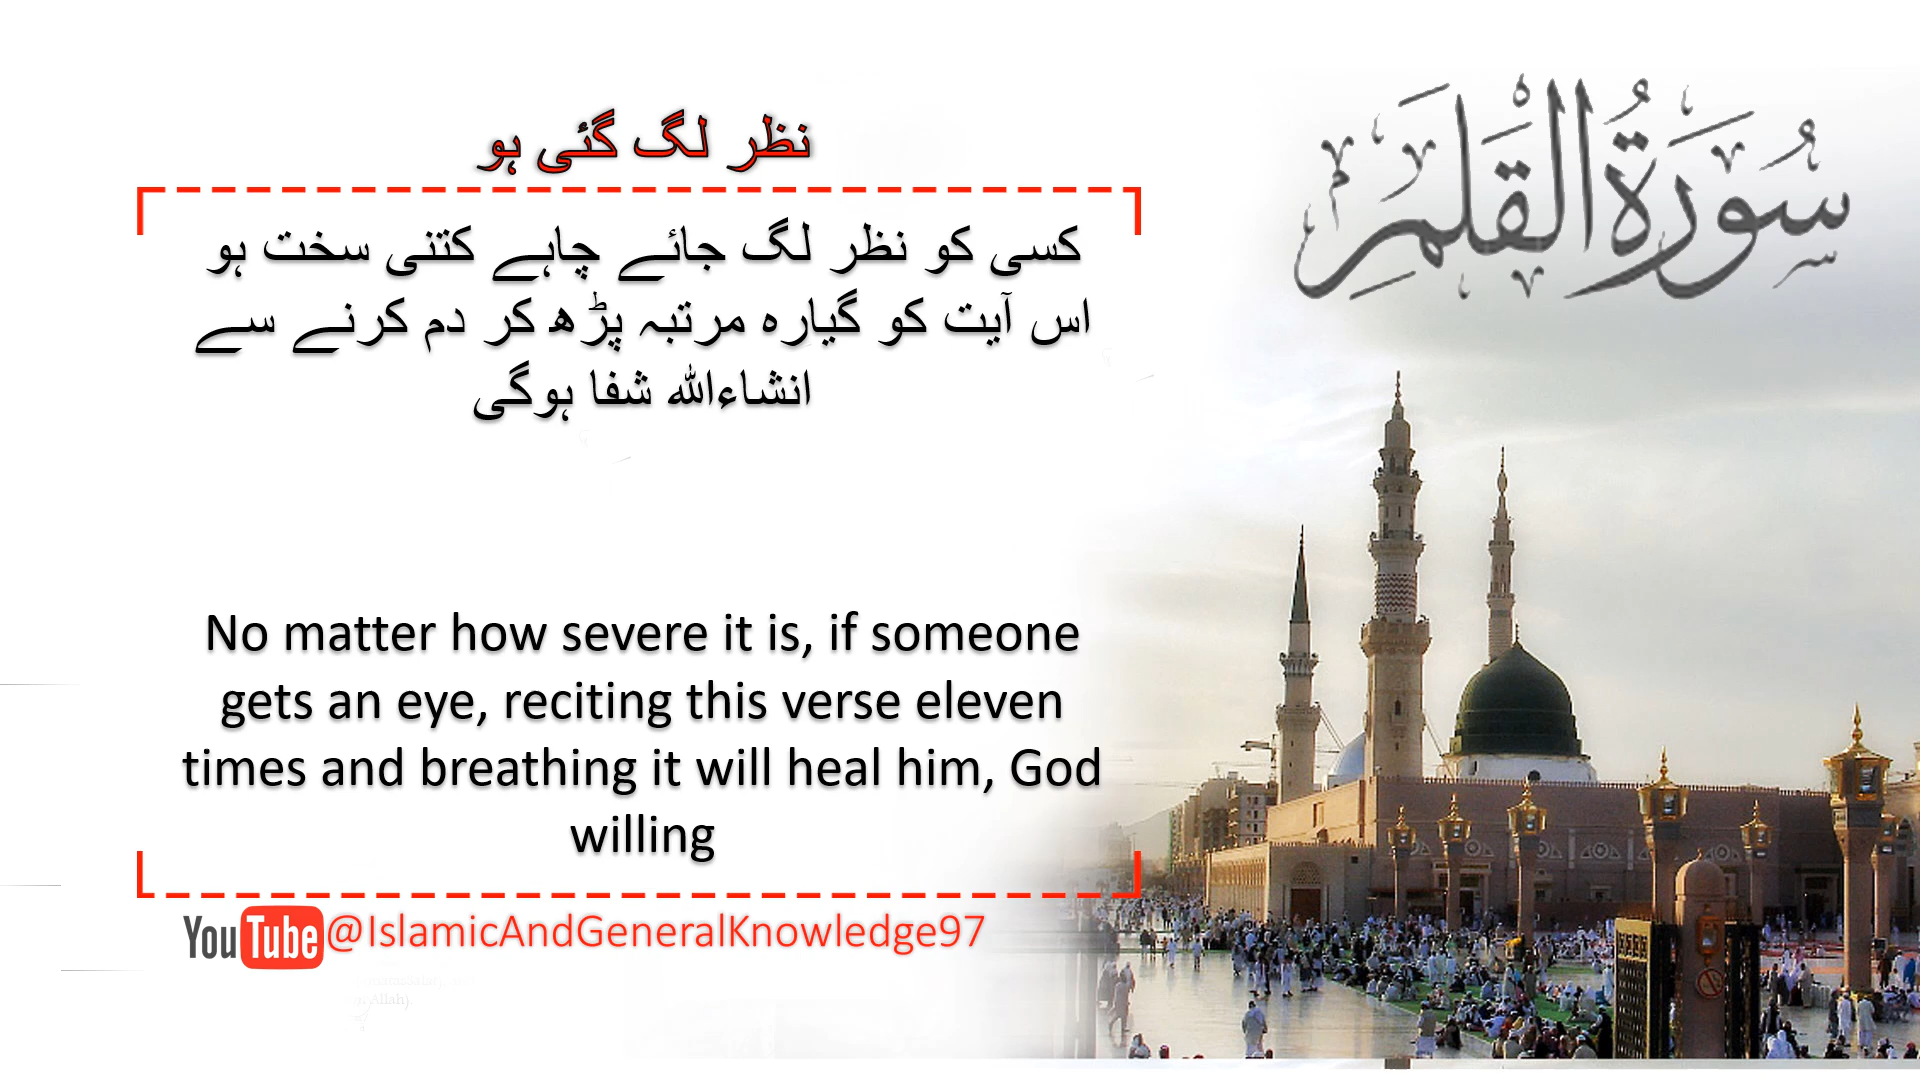 نظر لگ گئی ہو
سُورَةُ الْقَلَمِ
کسی کو نظر لگ جائے چاہے کتنی سخت ہو
اس آیت کو گیارہ مرتبہ پڑھ کر دم کرنے سے
انشاءاللہ شفا ہوگی
No matter how severe it is, if someone
gets an eye, reciting this verse eleven
times and breathing it will heal him, God
willing
YouTube @IslamicAndGeneralKnowledge97
Allah).